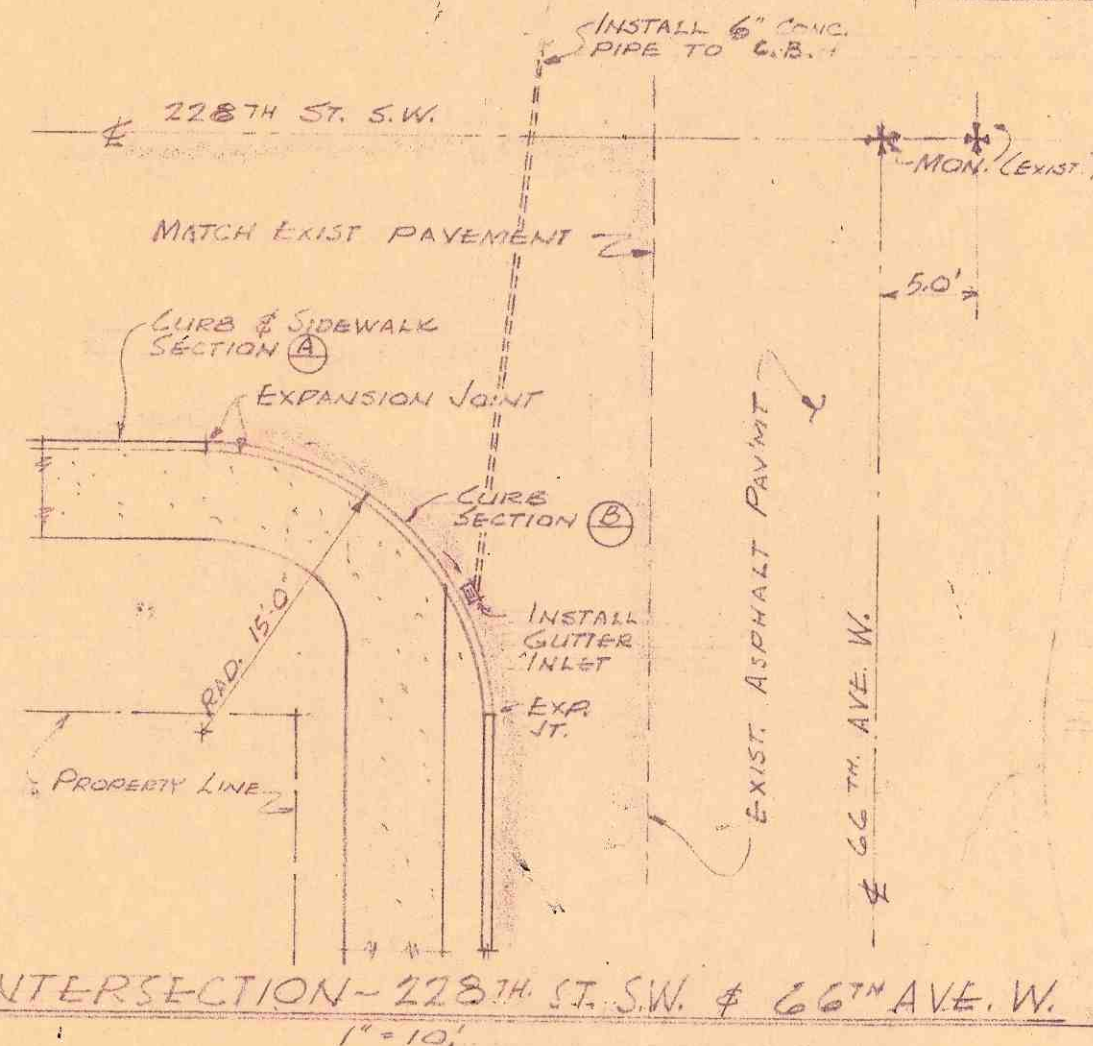 INSTALL 6" CONC.
PIPE TO C.B.
℄ 228TH ST. S.W.
MON. (EXIST.)
MATCH EXIST PAVEMENT
5.0'
CURB & SIDEWALK
SECTION A
EXPANSION JOINT
CURB
SECTION B
RAD. 15'-0"
INSTALL
GUTTER
INLET
EXP.
JT.
PROPERTY LINE
EXIST. ASPHALT PAV'MT
℄ 66TH. AVE. W.
NTERSECTION ~ 228TH. ST. S.W. & 66TH AVE. W.
1" = 10'